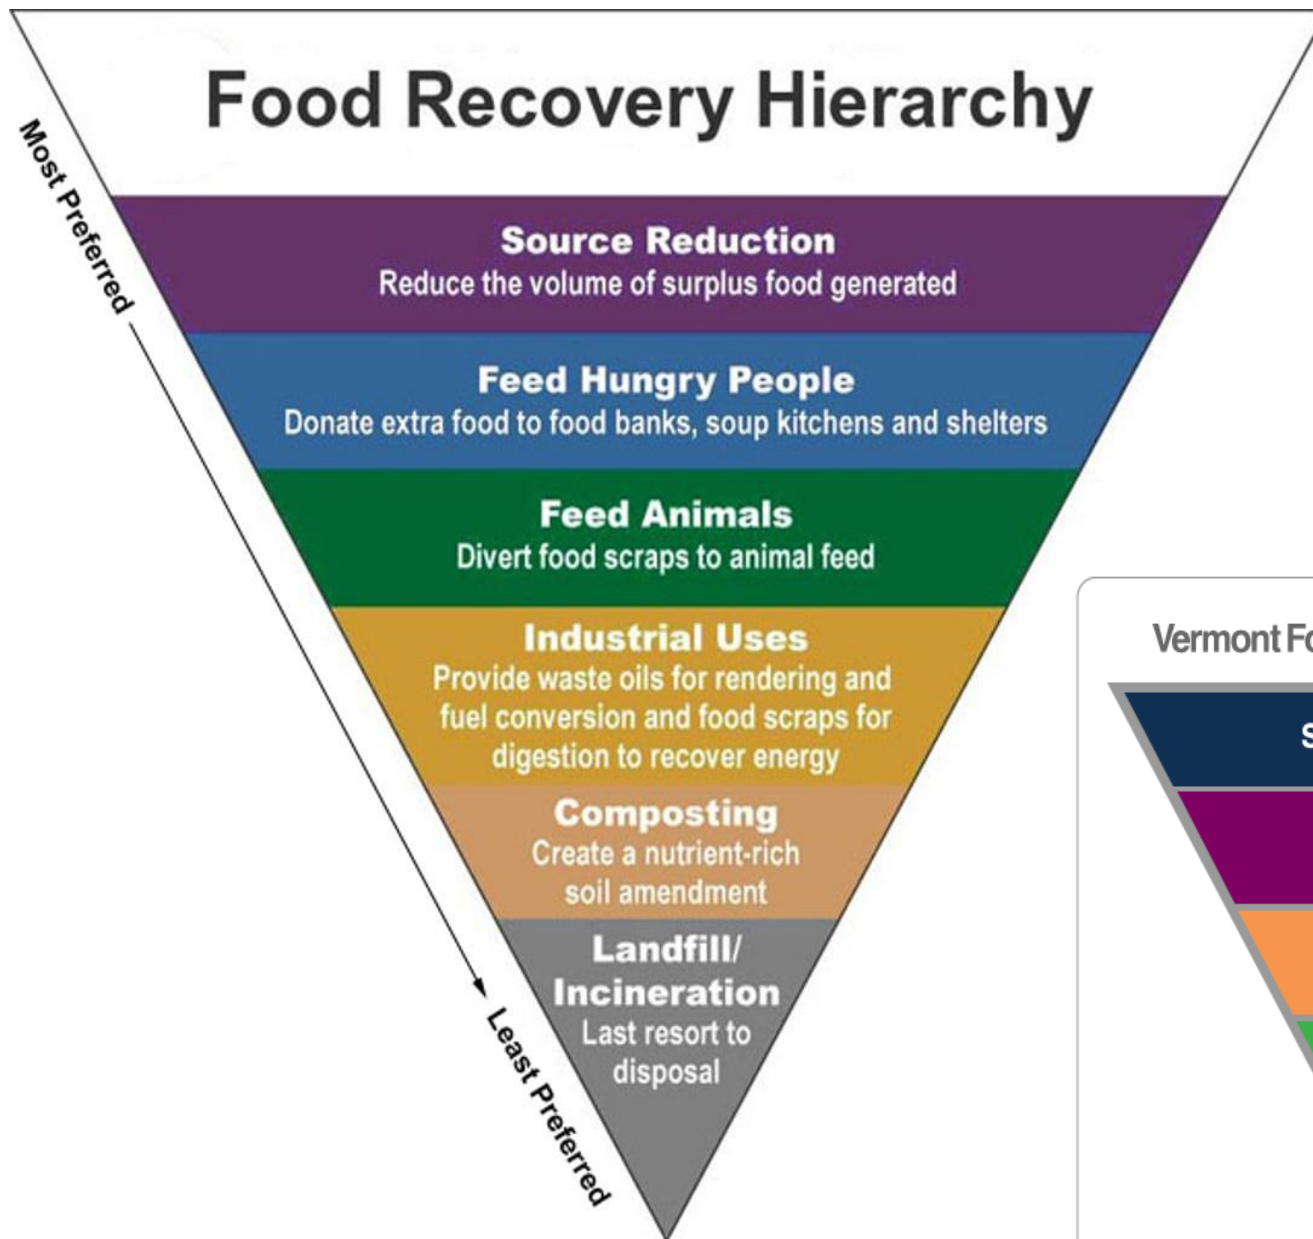 Food Recovery Hierarchy
Most Preferred
Source Reduction
Reduce the volume of surplus food generated
Feed Hungry People
Donate extra food to food banks, soup kitchens and shelters
Feed Animals
Divert food scraps to animal feed
Industrial Uses
Provide waste oils for rendering and
fuel conversion and food scraps for
digestion to recover energy
Composting
Create a nutrient-rich
soil amendment
Landfill/
Incineration
Last resort to
disposal
Least Preferred
Vermont